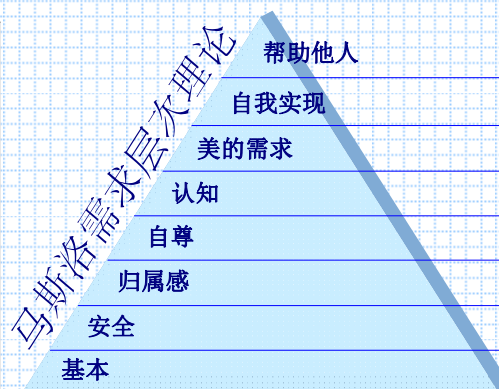 马斯洛需求层次理论
帮助他人
自我实现
美的需求
认知
自尊
归属感
安全
基本